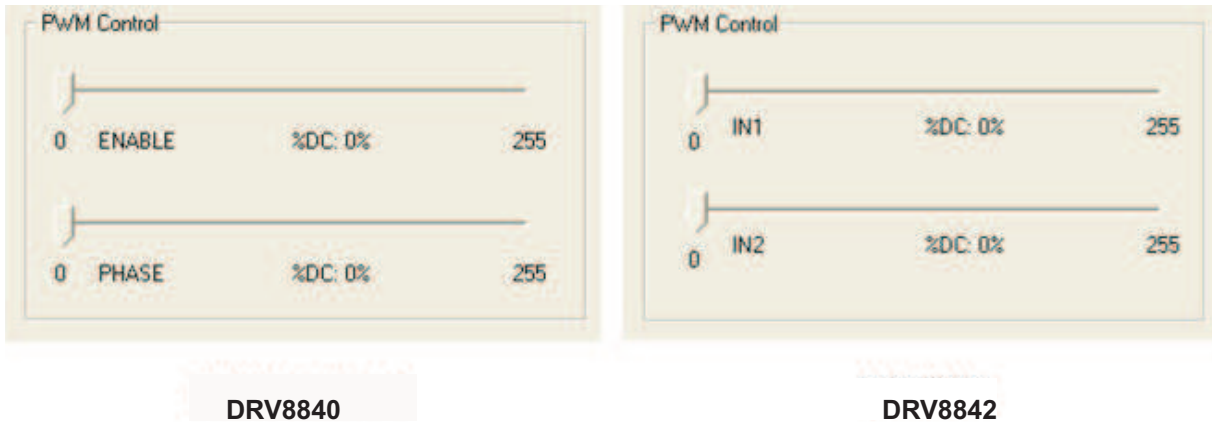 PWM Control
0 ENABLE %DC: 0% 255
0 PHASE %DC: 0% 255
DRV8840
PWM Control
0 IN1 %DC: 0% 255
0 IN2 %DC: 0% 255
DRV8842